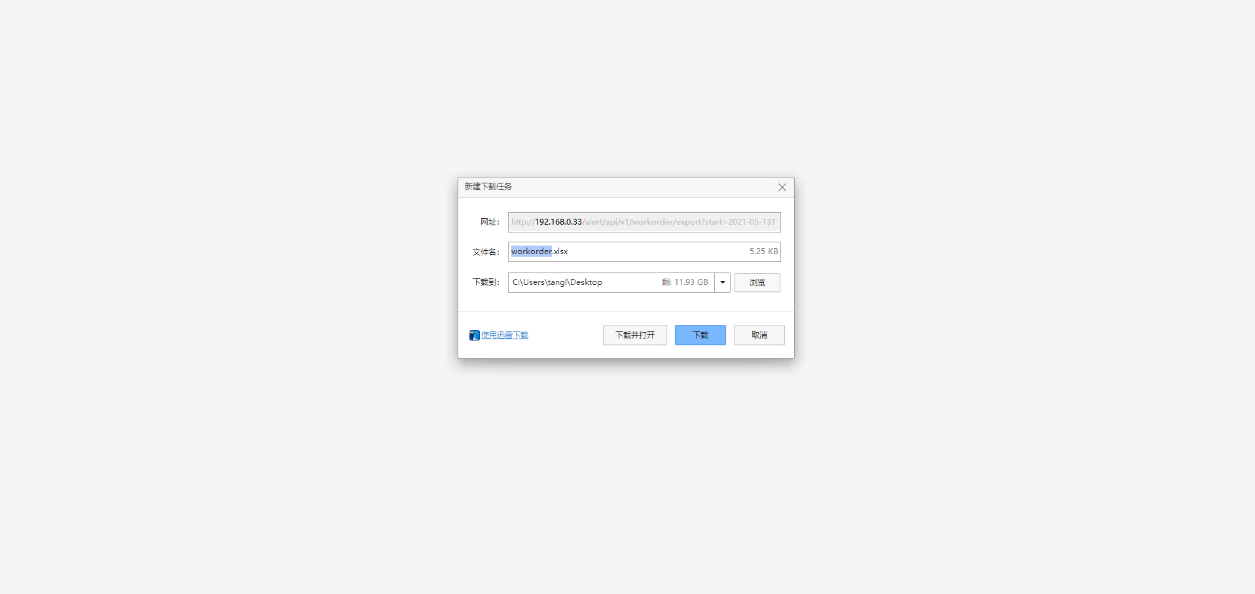 新建下载任务
网址： http://192.168.0.33/alert/api/v1/workorder/export?start=2021-05-13T
文件名： workorder.xlsx 5.25 KB
下载到： C:\Users\tangl\Desktop 剩: 11.93 GB 浏览
使用迅雷下载 下载并打开 下载 取消